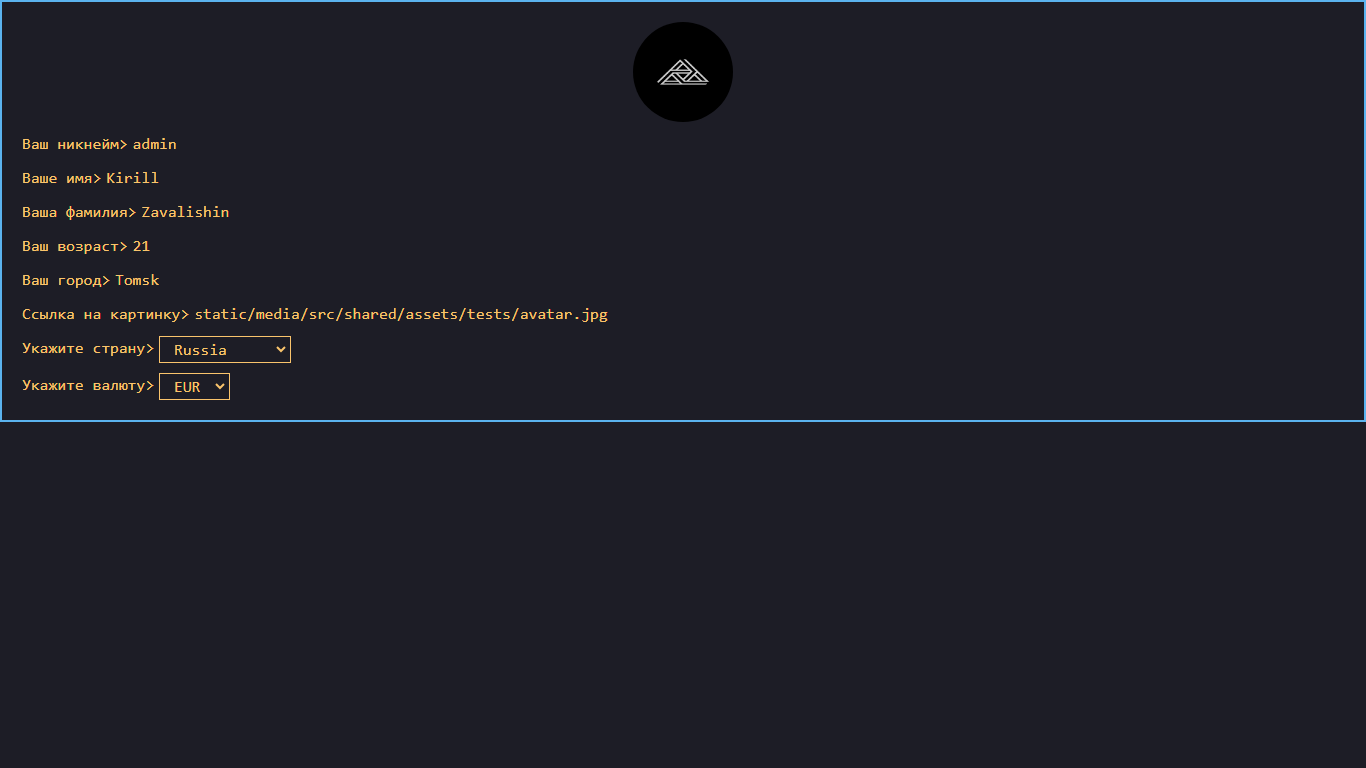 Ваш никнейм> admin
Ваше имя> Kirill
Ваша фамилия> Zavalishin
Ваш возраст> 21
Ваш город> Tomsk
Ссылка на картинку> static/media/src/shared/assets/tests/avatar.jpg
Укажите страну> Russia
Укажите валюту> EUR